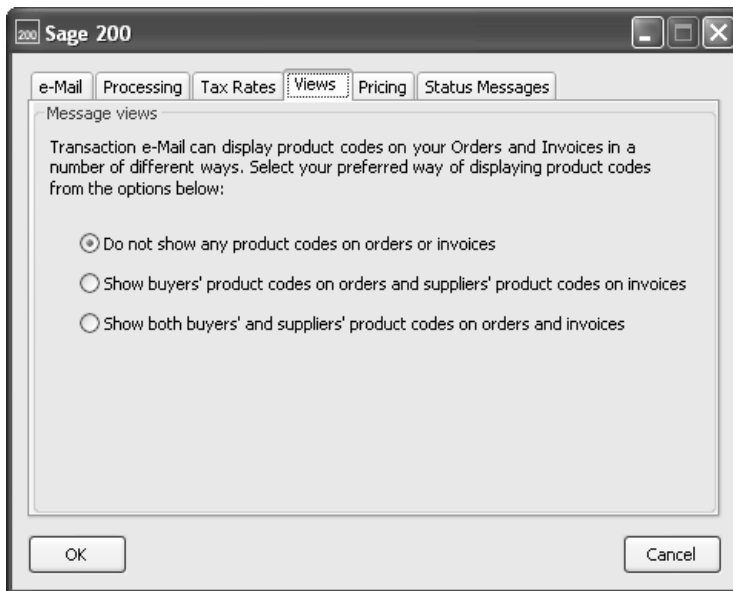 200 Sage 200
e-Mail Processing Tax Rates Views Pricing Status Messages
Message views
Transaction e-Mail can display product codes on your Orders and Invoices in a
number of different ways. Select your preferred way of displaying product codes
from the options below:
Do not show any product codes on orders or invoices
Show buyers' product codes on orders and suppliers' product codes on invoices
Show both buyers' and suppliers' product codes on orders and invoices
OK Cancel